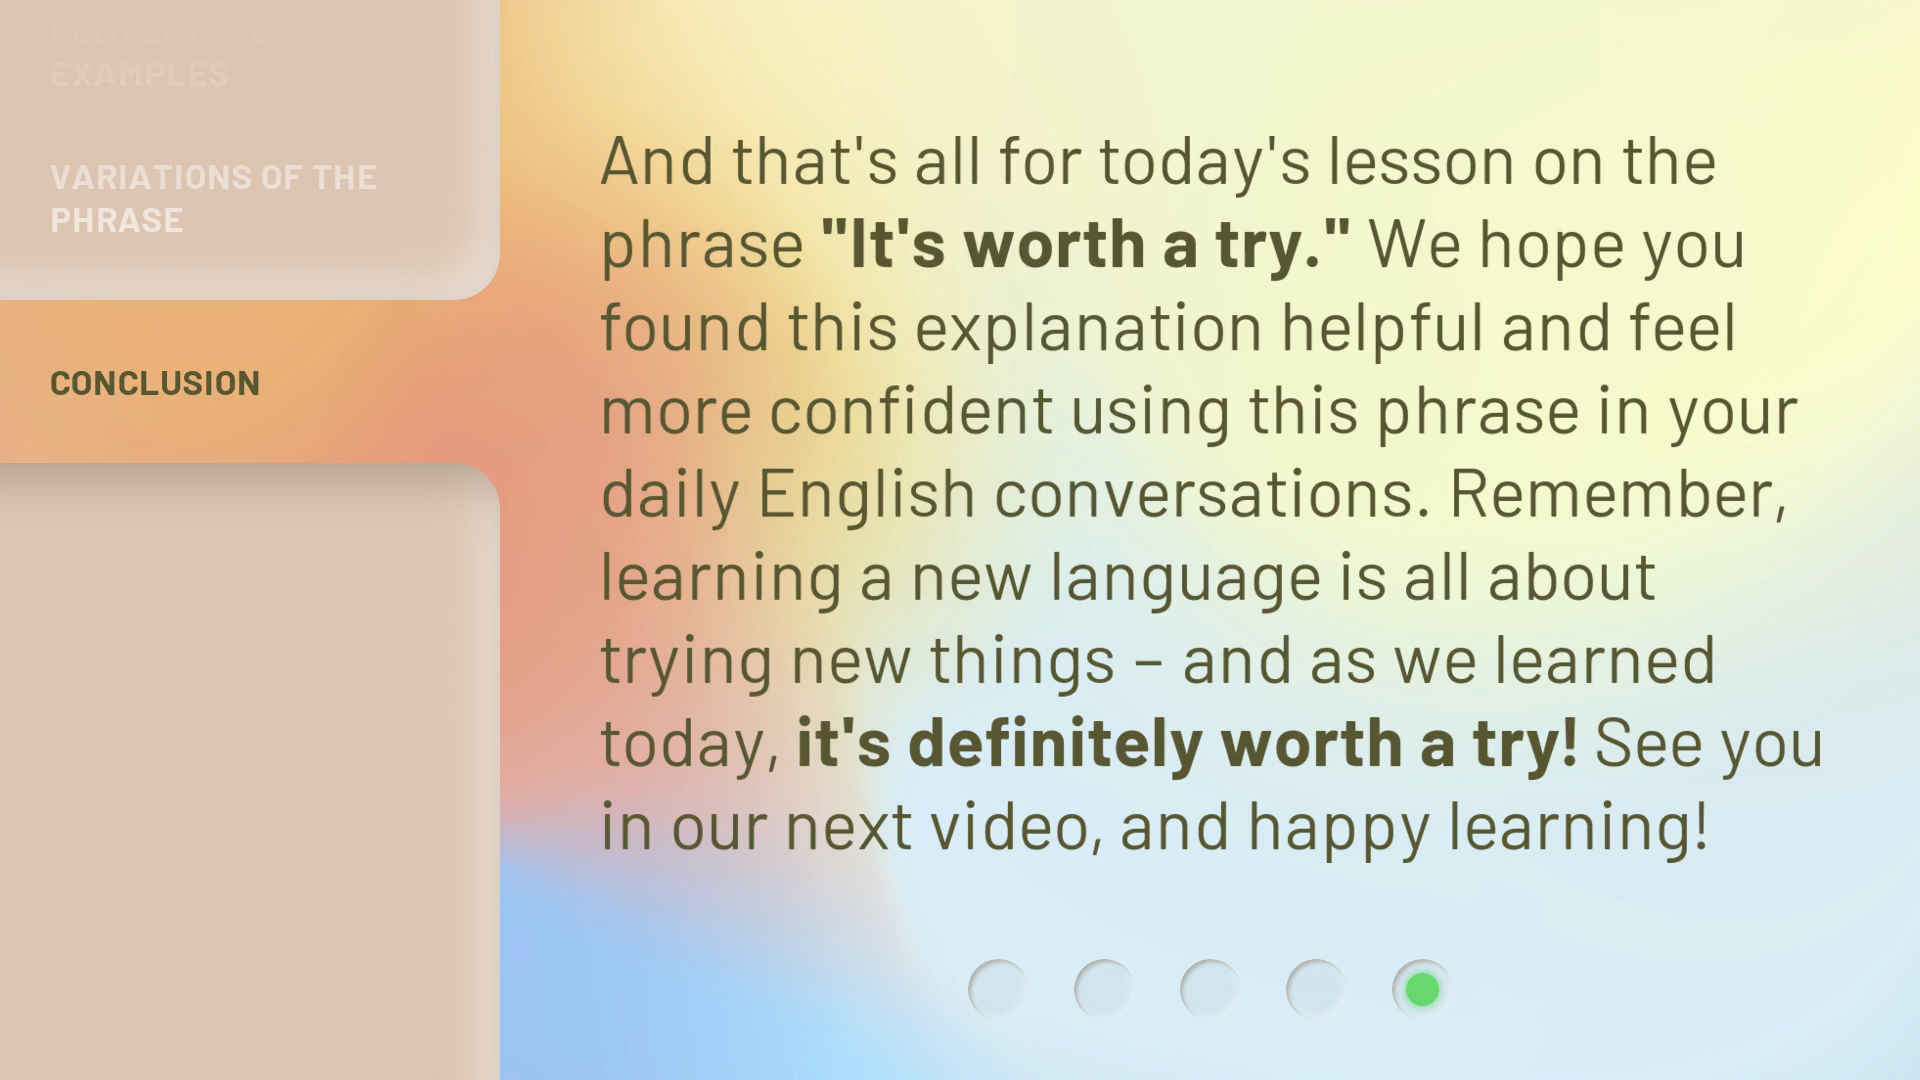 CONTEXTUAL
EXAMPLES
VARIATIONS OF THE
PHRASE
CONCLUSION
And that's all for today's lesson on the
phrase "It's worth a try." We hope you
found this explanation helpful and feel
more confident using this phrase in your
daily English conversations. Remember,
learning a new language is all about
trying new things – and as we learned
today, it's definitely worth a try! See you
in our next video, and happy learning!